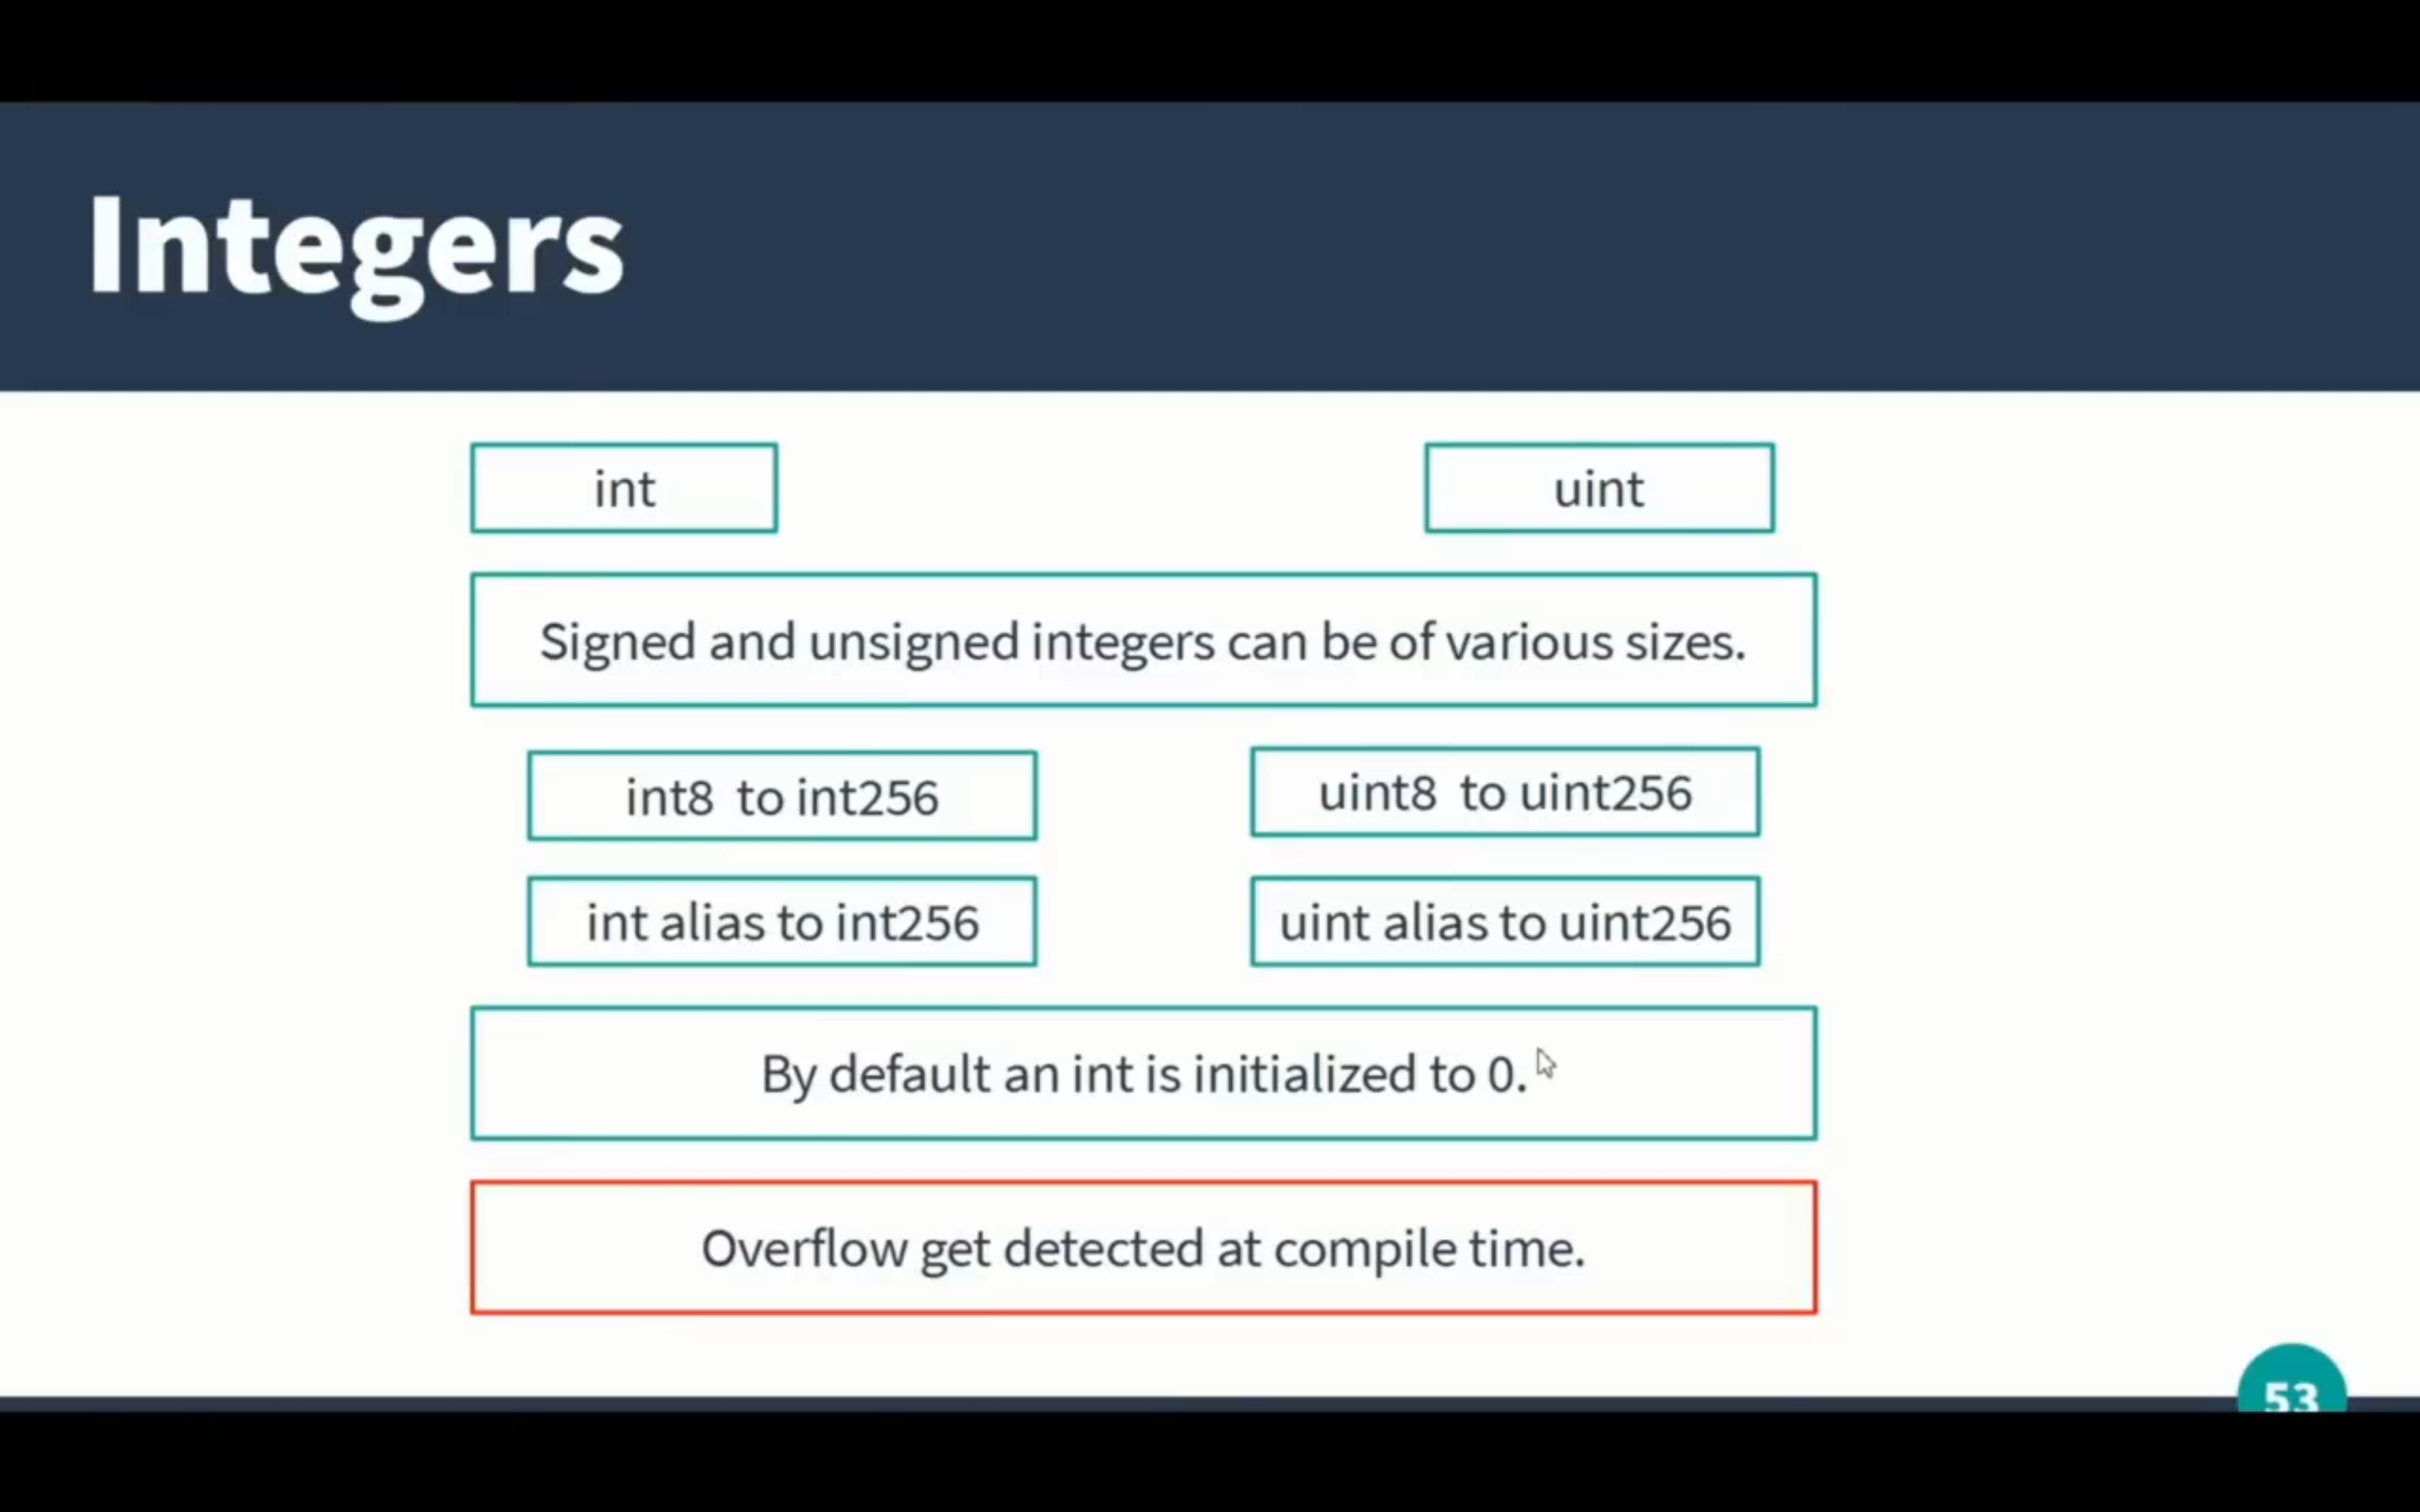 Integers
int
uint
Signed and unsigned integers can be of various sizes.
int8 to int256
uint8 to uint256
int alias to int256
uint alias to uint256
By default an int is initialized to 0.
Overflow get detected at compile time.
53